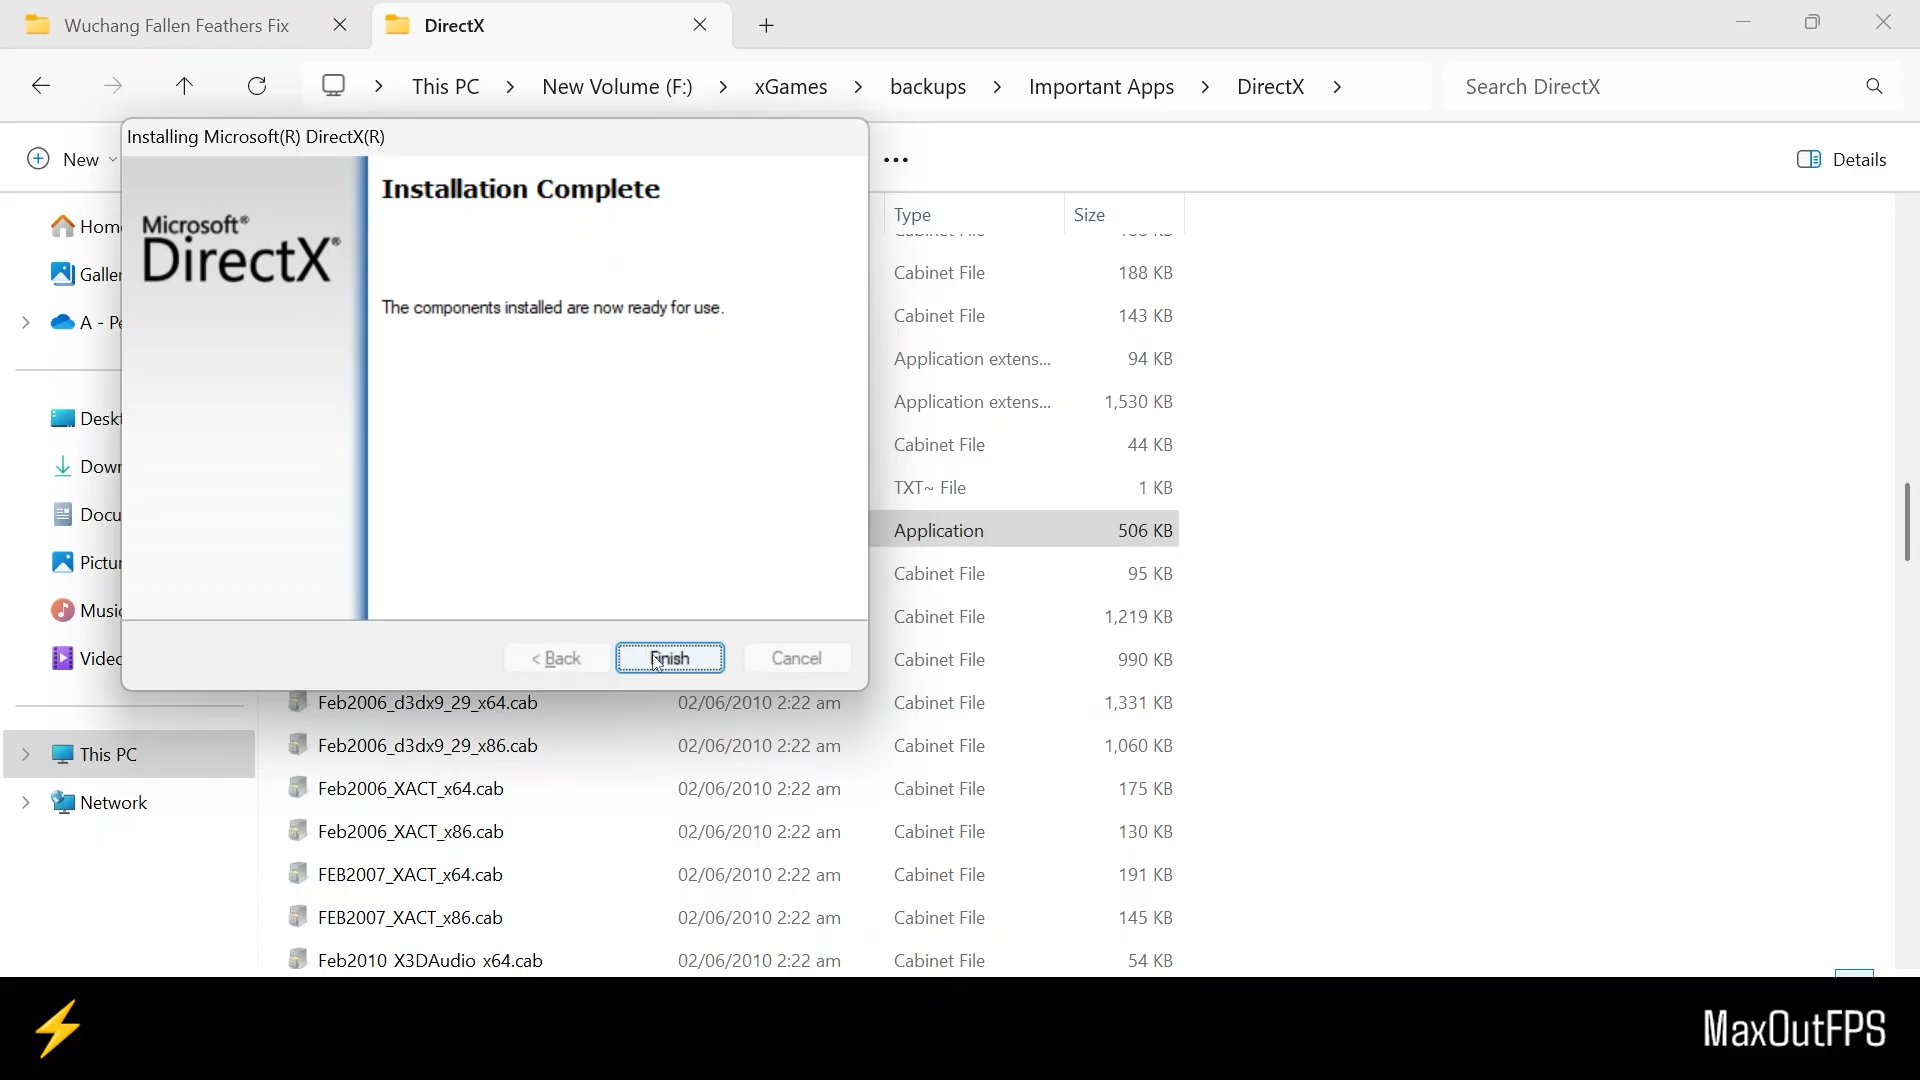 Wuchang Fallen Feathers Fix
DirectX
This PC > New Volume (F:) > xGames > backups > Important Apps > DirectX >
Search DirectX
Installing Microsoft(R) DirectX(R)
New
Details
Installation Complete
Microsoft®
DirectX®
The components installed are now ready for use.
< Back
Finish
Cancel
Type Size
Cabinet File 188 KB
Cabinet File 143 KB
Application extens... 94 KB
Application extens... 1,530 KB
Cabinet File 44 KB
TXT~ File 1 KB
Application 506 KB
Cabinet File 95 KB
Cabinet File 1,219 KB
Cabinet File 990 KB
Feb2006_d3dx9_29_x64.cab 02/06/2010 2:22 am Cabinet File 1,331 KB
Feb2006_d3dx9_29_x86.cab 02/06/2010 2:22 am Cabinet File 1,060 KB
Feb2006_XACT_x64.cab 02/06/2010 2:22 am Cabinet File 175 KB
Feb2006_XACT_x86.cab 02/06/2010 2:22 am Cabinet File 130 KB
FEB2007_XACT_x64.cab 02/06/2010 2:22 am Cabinet File 191 KB
FEB2007_XACT_x86.cab 02/06/2010 2:22 am Cabinet File 145 KB
Feb2010_X3DAudio_x64.cab 02/06/2010 2:22 am Cabinet File 54 KB
Hom
Galler
A - Pe
Deskt
Down
Docu
Pictur
Music
Video
This PC
Network
MaxOutFPS